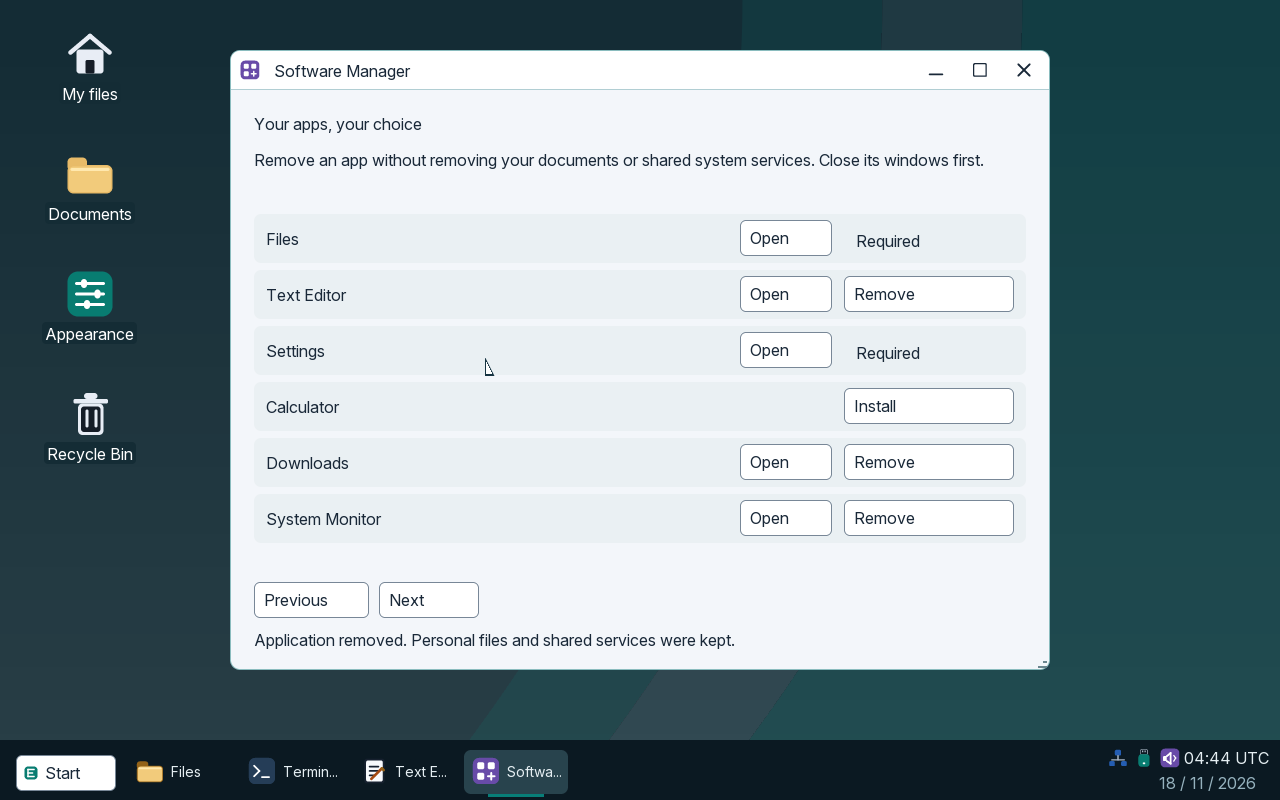 My files
Documents
Appearance
Recycle Bin
Software Manager
Your apps, your choice
Remove an app without removing your documents or shared system services. Close its windows first.
Files Open Required
Text Editor Open Remove
Settings Open Required
Calculator Install
Downloads Open Remove
System Monitor Open Remove
Previous Next
Application removed. Personal files and shared services were kept.
Start Files Termin... Text E... Softwa... 04:44 UTC
18 / 11 / 2026